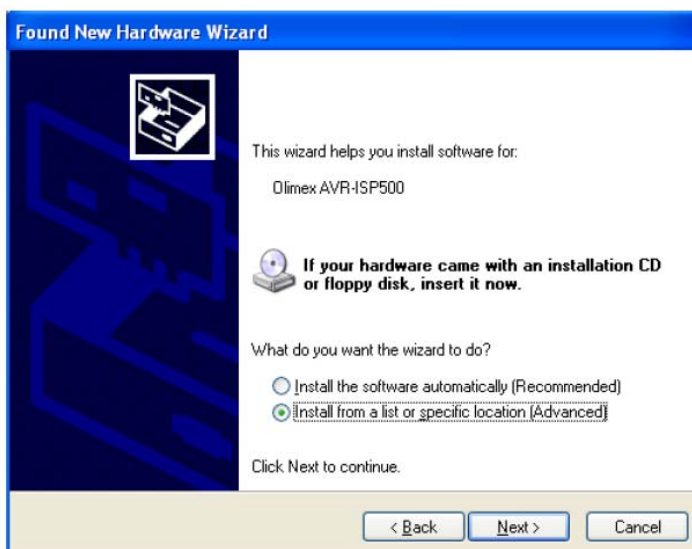 Found New Hardware Wizard
This wizard helps you install software for:
Olimex AVR-ISP500
If your hardware came with an installation CD
or floppy disk, insert it now.
What do you want the wizard to do?
Install the software automatically (Recommended)
Install from a list or specific location (Advanced)
Click Next to continue.
< Back
Next >
Cancel